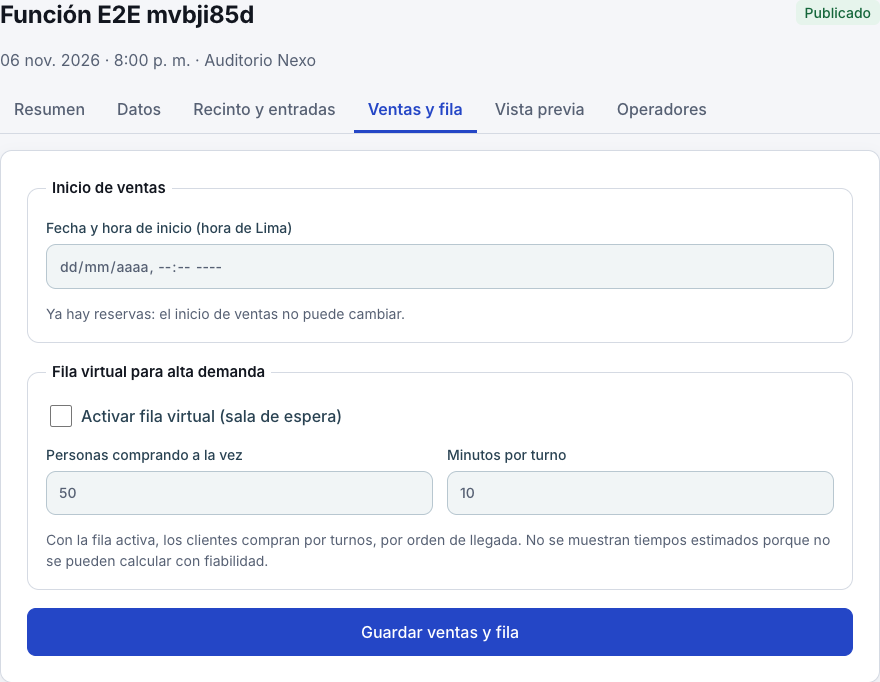 Función E2E mvbji85d
Publicado
06 nov. 2026 · 8:00 p. m. · Auditorio Nexo
Resumen
Datos
Recinto y entradas
Ventas y fila
Vista previa
Operadores
Inicio de ventas
Fecha y hora de inicio (hora de Lima)
dd/mm/aaaa, --:-- ----
Ya hay reservas: el inicio de ventas no puede cambiar.
Fila virtual para alta demanda
Activar fila virtual (sala de espera)
Personas comprando a la vez
Minutos por turno
50
10
Con la fila activa, los clientes compran por turnos, por orden de llegada. No se muestran tiempos estimados porque no
se pueden calcular con fiabilidad.
Guardar ventas y fila